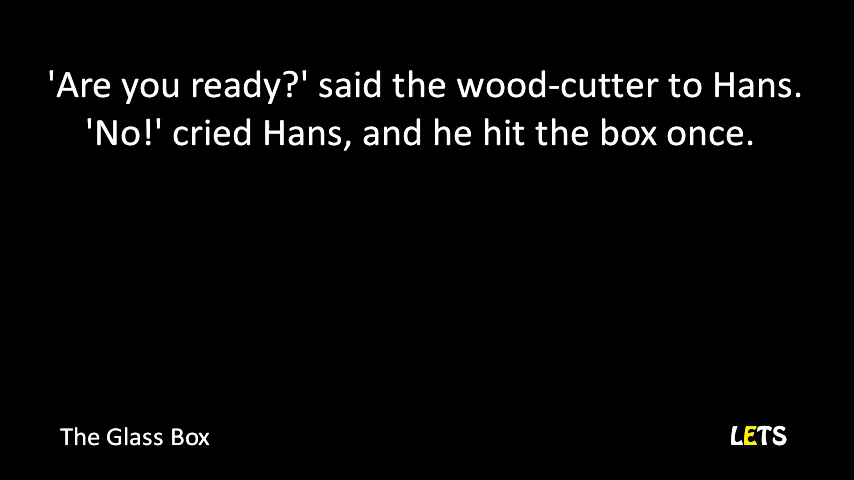 'Are you ready?' said the wood-cutter to Hans.
'No!' cried Hans, and he hit the box once.
The Glass Box
LETS